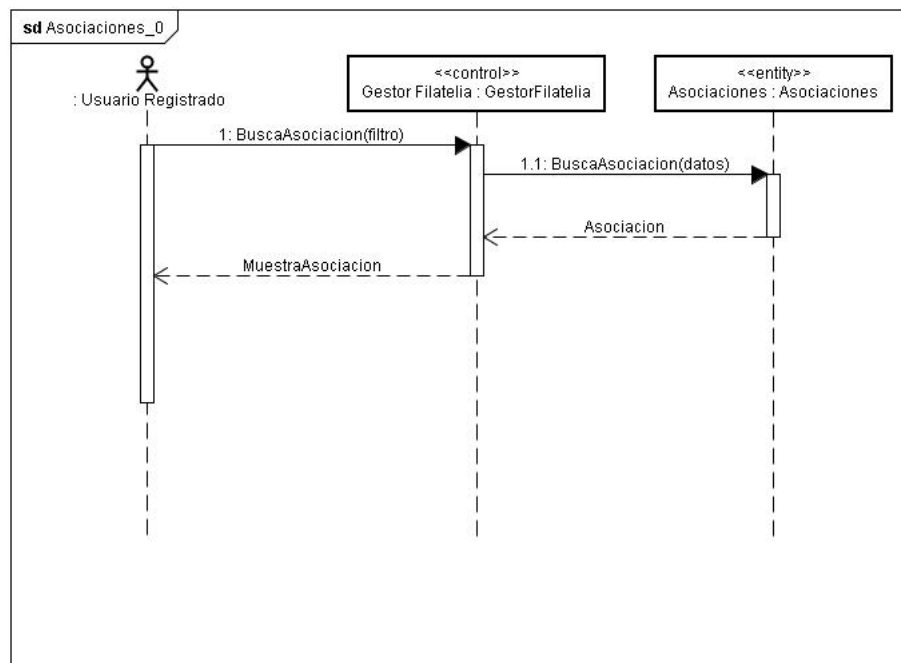 sd Asociaciones_0
<<control>>
Gestor Filatelia : GestorFilatelia
<<entity>>
Asociaciones : Asociaciones
: Usuario Registrado
1: BuscaAsociacion(filtro)
1.1: BuscaAsociacion(datos)
Asociacion
MuestraAsociacion